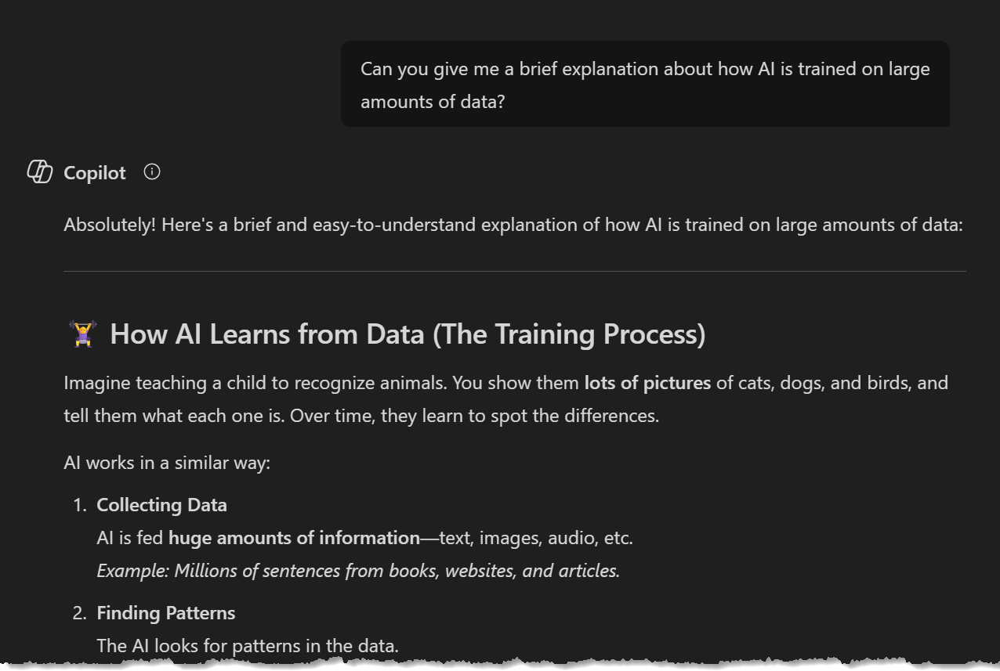 Can you give me a brief explanation about how AI is trained on large
amounts of data?
Copilot
Absolutely! Here's a brief and easy-to-understand explanation of how AI is trained on large amounts of data:
How AI Learns from Data (The Training Process)
Imagine teaching a child to recognize animals. You show them lots of pictures of cats, dogs, and birds, and
tell them what each one is. Over time, they learn to spot the differences.
AI works in a similar way:
1. Collecting Data
AI is fed huge amounts of information—text, images, audio, etc.
Example: Millions of sentences from books, websites, and articles.
2. Finding Patterns
The AI looks for patterns in the data.